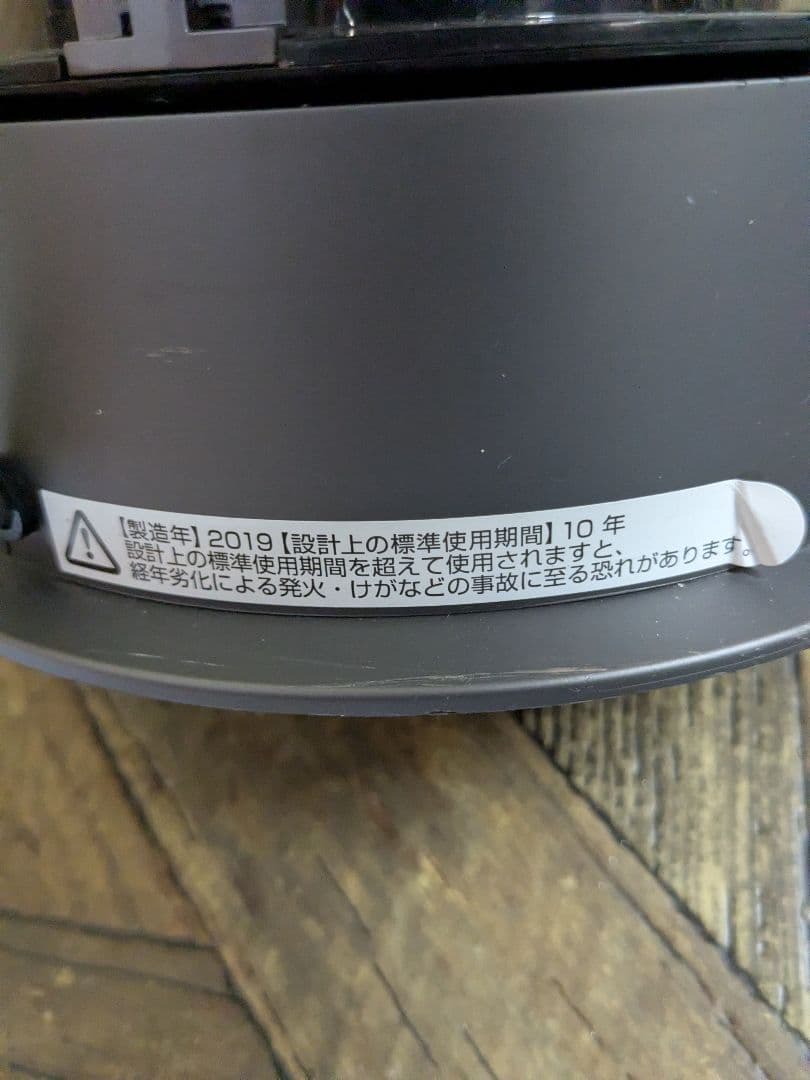 【製造年】2019【設計上の標準使用期間】10 年
設計上の標準使用期間を超えて使用されますと、
経年劣化による発火・けがなどの事故に至る恐れがあります。